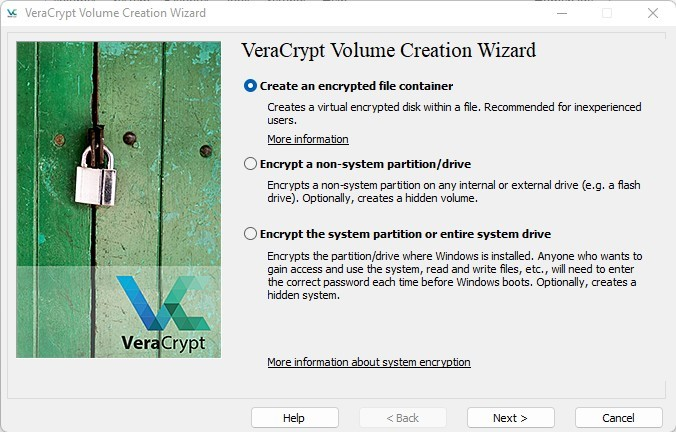 VeraCrypt Volume Creation Wizard
VeraCrypt Volume Creation Wizard
Create an encrypted file container
Creates a virtual encrypted disk within a file. Recommended for inexperienced
users.
More information
Encrypt a non-system partition/drive
Encrypts a non-system partition on any internal or external drive (e.g. a flash
drive). Optionally, creates a hidden volume.
Encrypt the system partition or entire system drive
Encrypts the partition/drive where Windows is installed. Anyone who wants to
gain access and use the system, read and write files, etc., will need to enter
the correct password each time before Windows boots. Optionally, creates a
hidden system.
VeraCrypt
More information about system encryption
Help
< Back
Next >
Cancel